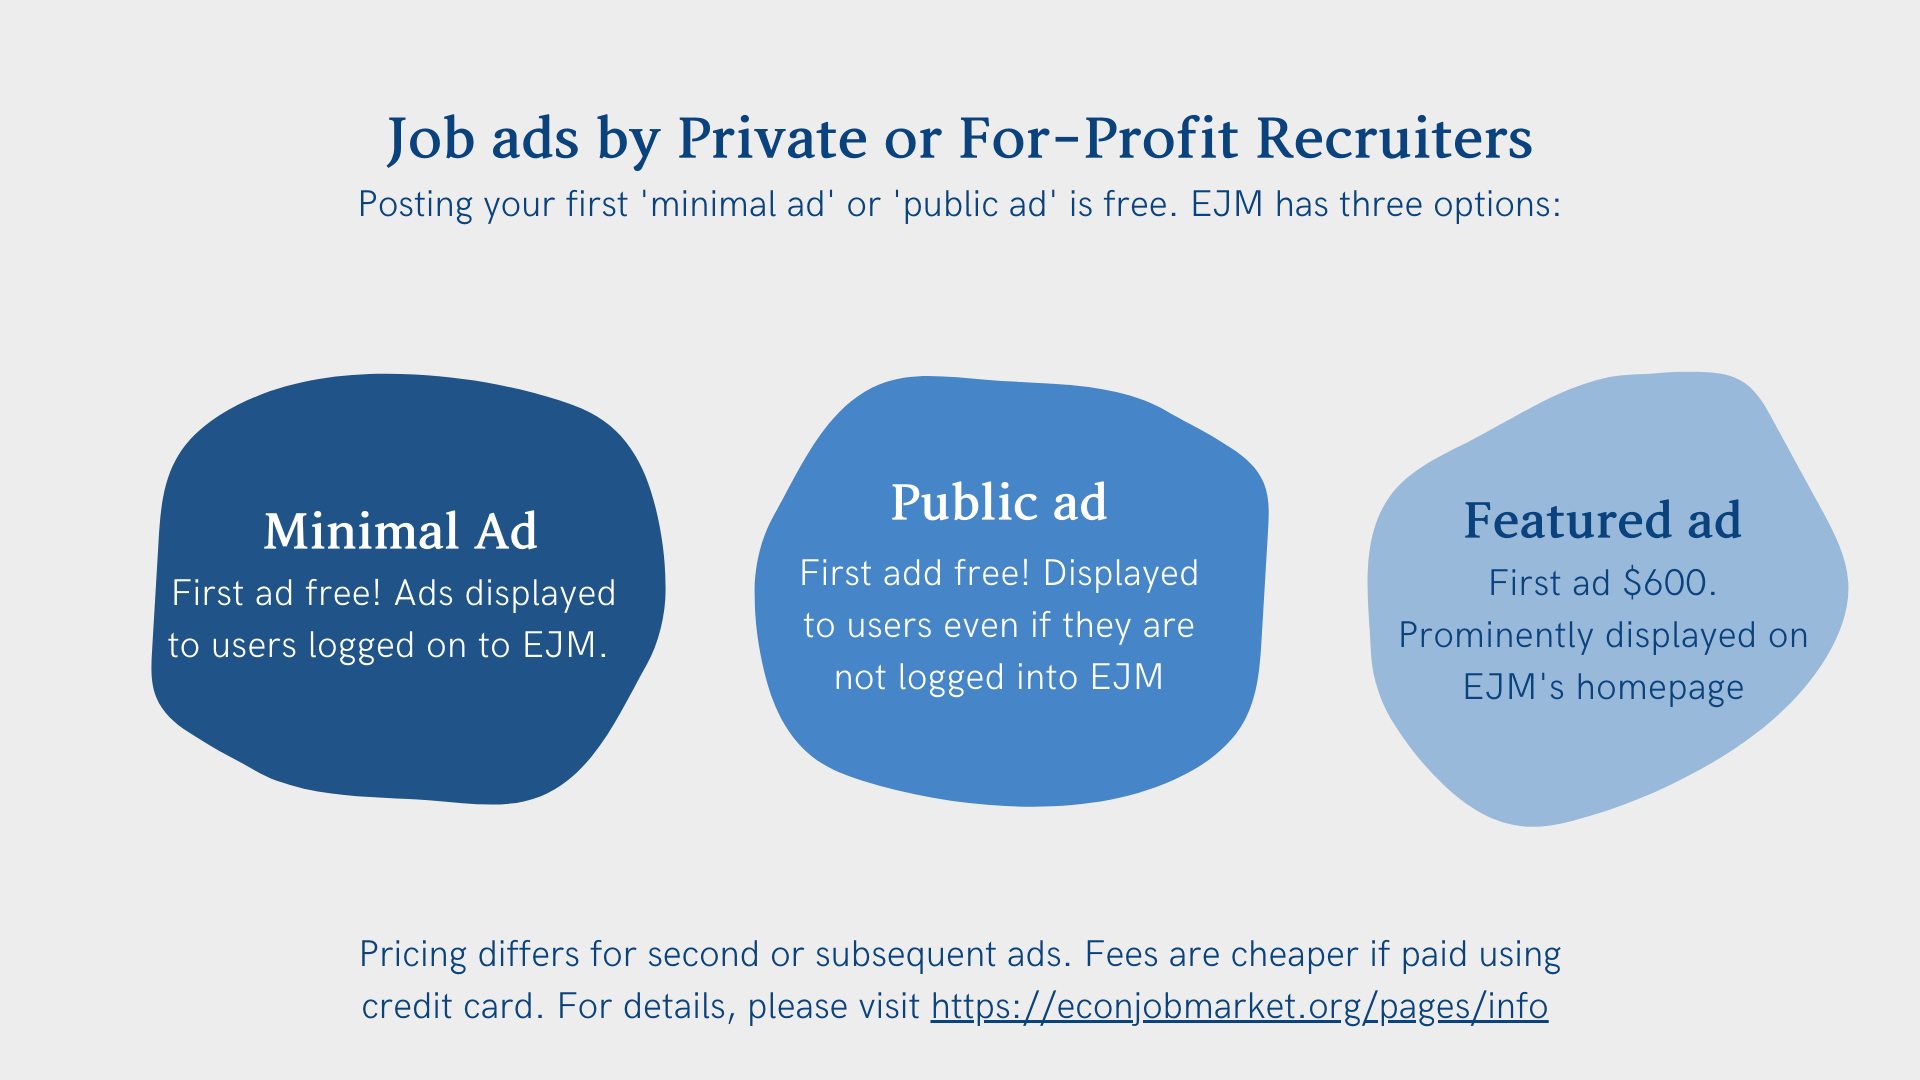 Job ads by Private or For-Profit Recruiters
Posting your first 'minimal ad' or 'public ad' is free. EJM has three options:
Minimal Ad
First ad free! Ads displayed
to users logged on to EJM.
Public ad
First add free! Displayed
to users even if they are
not logged into EJM
Featured ad
First ad $600.
Prominently displayed on
EJM's homepage
Pricing differs for second or subsequent ads. Fees are cheaper if paid using
credit card. For details, please visit https://econjobmarket.org/pages/info